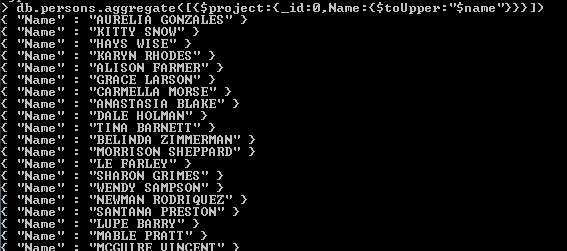 > db.persons.aggregate([{$project:{_id:0,Name:{$toUpper:"$name"}}}])
{ "Name" : "AURELIA GONZALES" }
{ "Name" : "KITTY SNOW" }
{ "Name" : "HAYS WISE" }
{ "Name" : "KARYN RHODES" }
{ "Name" : "ALISON FARMER" }
{ "Name" : "GRACE LARSON" }
{ "Name" : "CARMELLA MORSE" }
{ "Name" : "ANASTASIA BLAKE" }
{ "Name" : "DALE HOLMAN" }
{ "Name" : "TINA BARNETT" }
{ "Name" : "BELINDA ZIMMERMAN" }
{ "Name" : "MORRISON SHEPPARD" }
{ "Name" : "LE FARLEY" }
{ "Name" : "SHARON GRIMES" }
{ "Name" : "WENDY SAMPSON" }
{ "Name" : "NEWMAN RODRIQUEZ" }
{ "Name" : "SANTANA PRESTON" }
{ "Name" : "LUPE BARRY" }
{ "Name" : "MABLE PRATT" }
{ "Name" : "MCGUIRE VINCENT" }